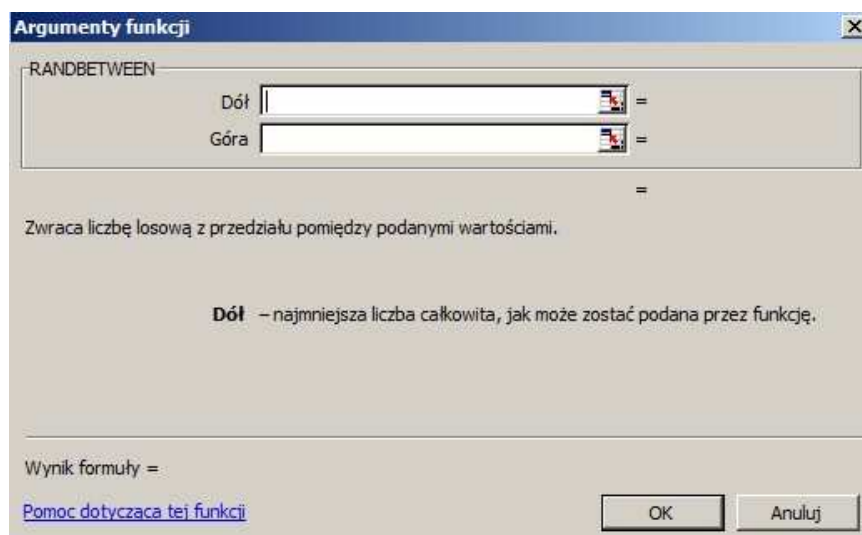 Argumenty funkcji
RANDBETWEEN
Dół =
Góra =
=
Zwraca liczbę losową z przedziału pomiędzy podanymi wartościami.
Dół – najmniejsza liczba całkowita, jak może zostać podana przez funkcję.
Wynik formuły =
Pomoc dotycząca tej funkcji
OK Anuluj